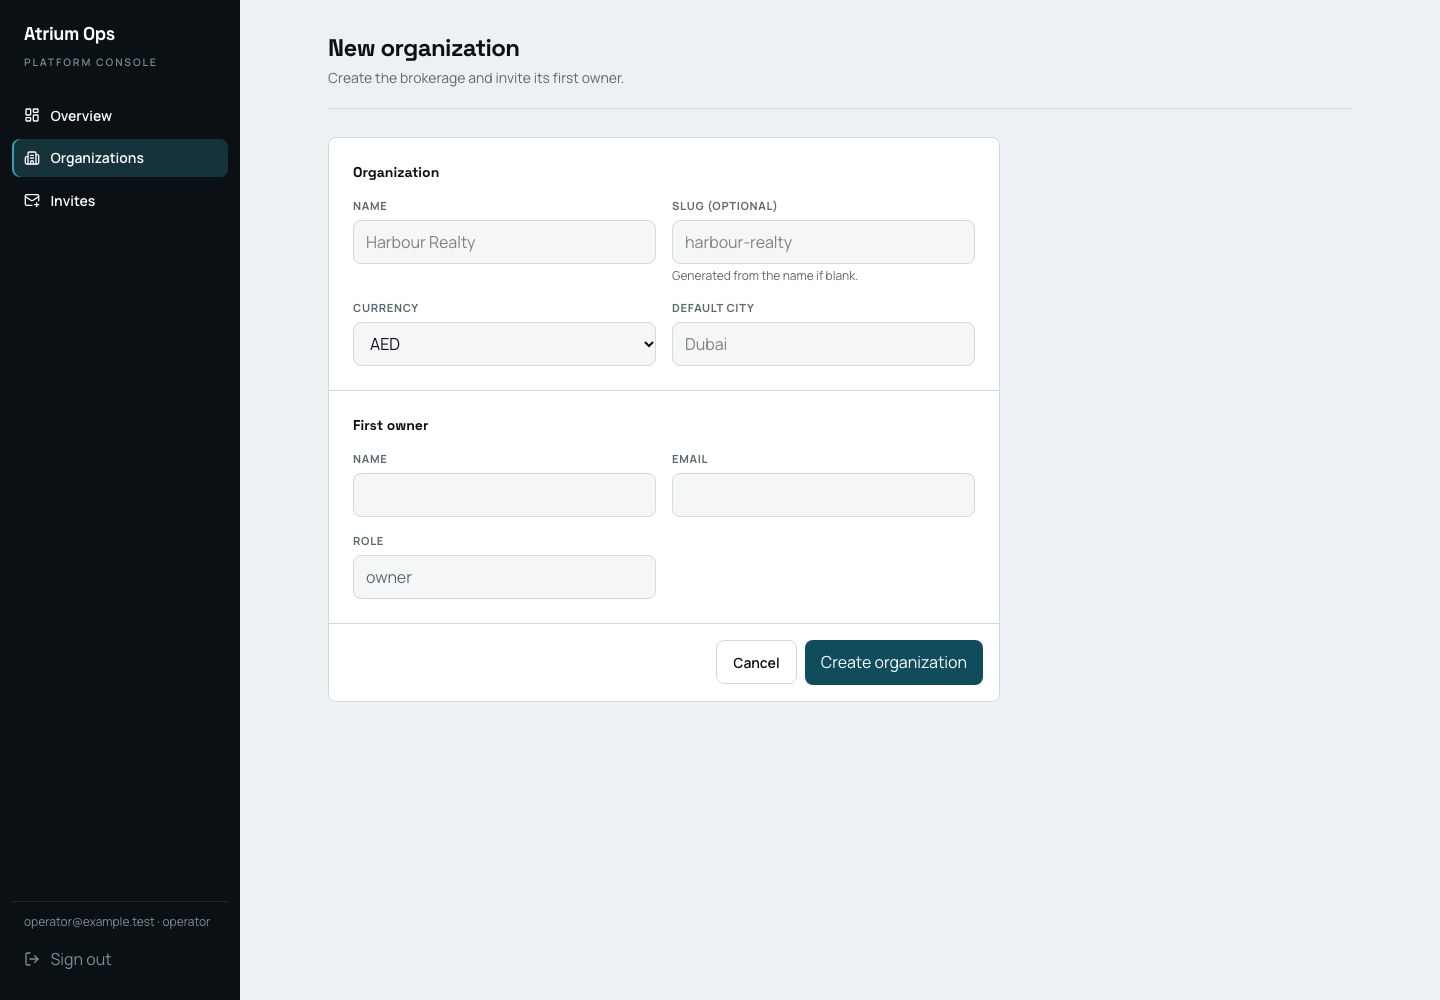 Atrium Ops
PLATFORM CONSOLE
Overview
Organizations
Invites
operator@example.test · operator
Sign out
New organization
Create the brokerage and invite its first owner.
Organization
NAME
SLUG (OPTIONAL)
Harbour Realty
harbour-realty
Generated from the name if blank.
CURRENCY
DEFAULT CITY
AED
Dubai
First owner
NAME
EMAIL
ROLE
owner
Cancel
Create organization